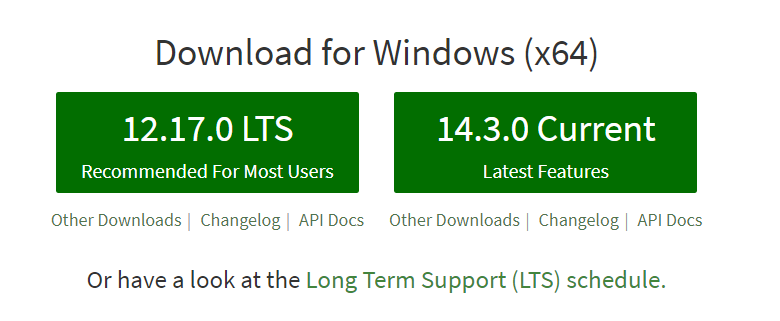 Download for Windows (x64)
12.17.0 LTS
Recommended For Most Users
14.3.0 Current
Latest Features
Other Downloads | Changelog | API Docs
Other Downloads | Changelog | API Docs
Or have a look at the Long Term Support (LTS) schedule.